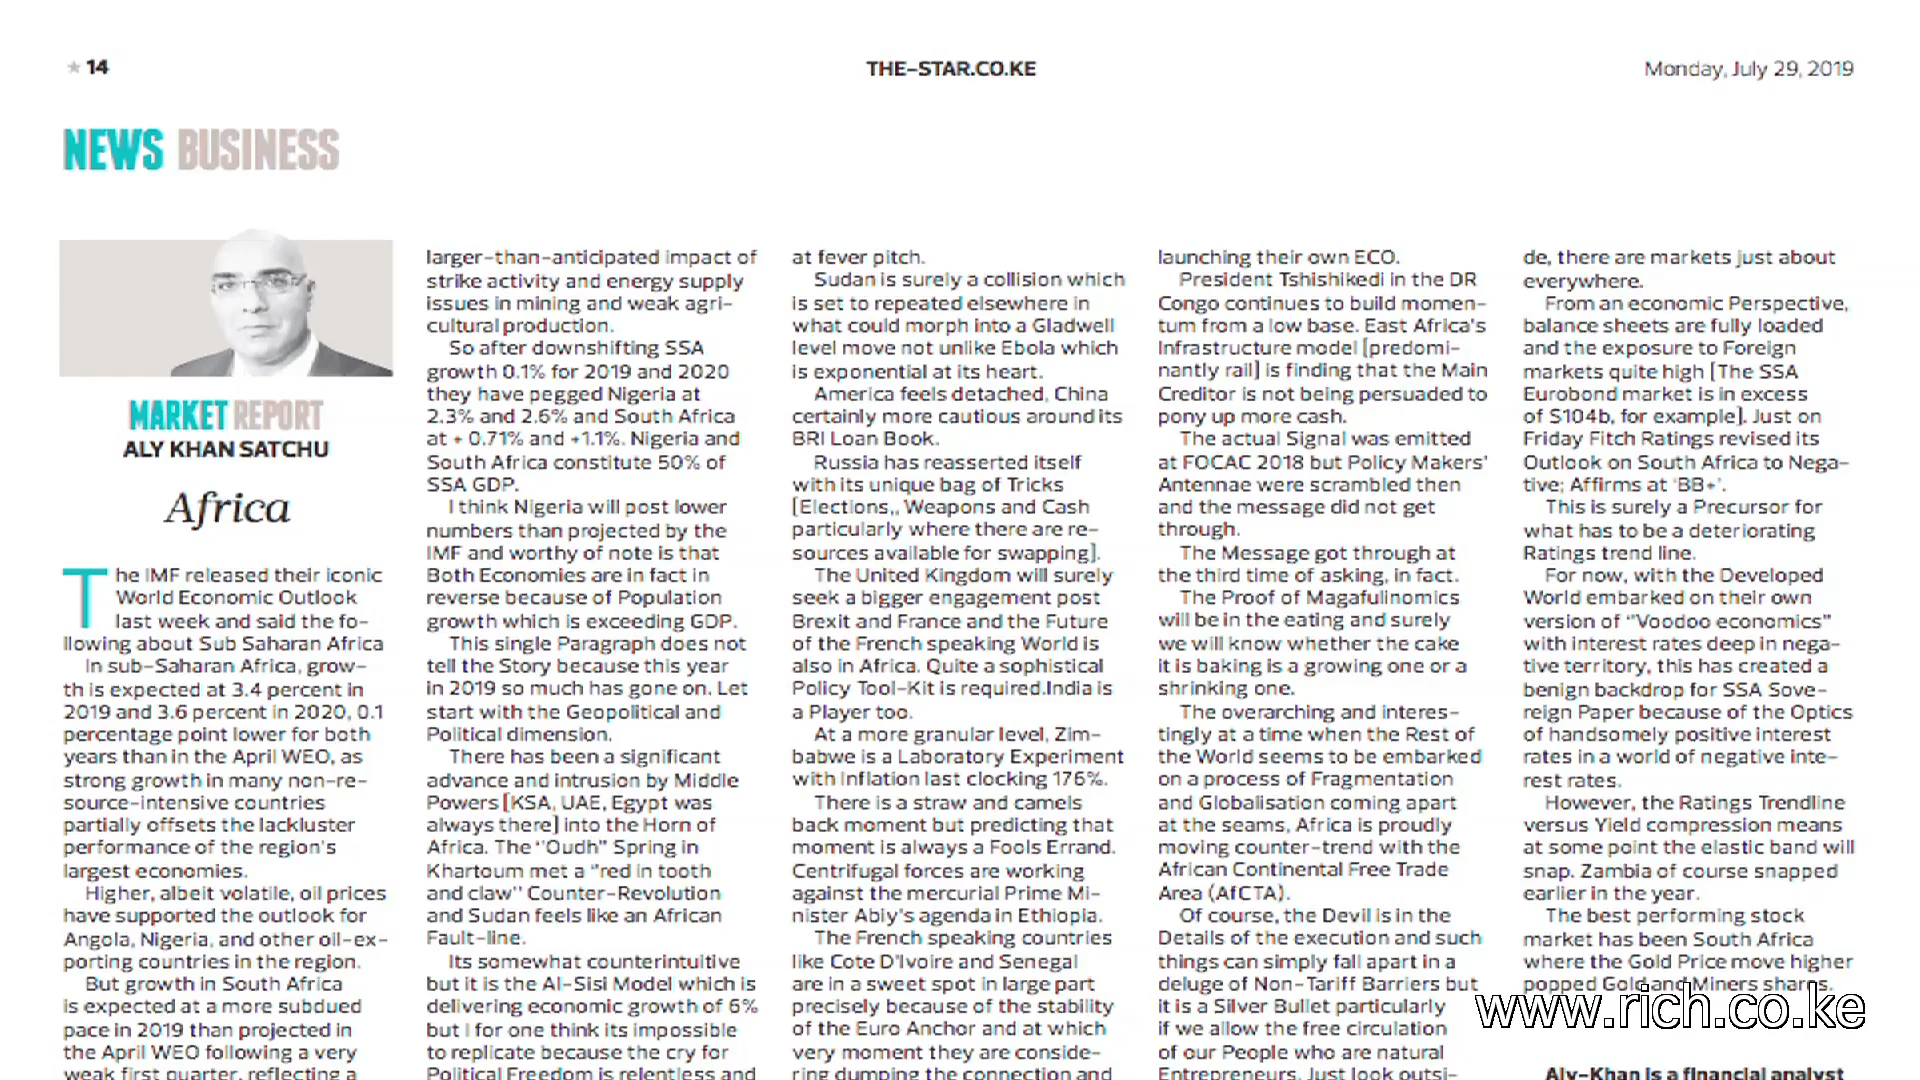 ★ 14
THE-STAR.CO.KE
Monday, July 29, 2019
NEWS BUSINESS
MARKET REPORT
ALY KHAN SATCHU
Africa
The IMF released their iconic
World Economic Outlook
last week and said the fo-
llowing about Sub Saharan Africa
In sub-Saharan Africa, grow-
th is expected at 3.4 percent in
2019 and 3.6 percent in 2020, 0.1
percentage point lower for both
years than in the April WEO, as
strong growth in many non-re-
source-intensive countries
partially offsets the lackluster
performance of the region's
largest economies.
Higher, albeit volatile, oil prices
have supported the outlook for
Angola, Nigeria, and other oil-ex-
porting countries in the region.
But growth in South Africa
is expected at a more subdued
pace in 2019 than projected in
the April WEO following a very
weak first quarter, reflecting a
larger-than-anticipated impact of
strike activity and energy supply
issues in mining and weak agri-
cultural production.
So after downshifting SSA
growth 0.1% for 2019 and 2020
they have pegged Nigeria at
2.3% and 2.6% and South Africa
at + 0.71% and +1.1%. Nigeria and
South Africa constitute 50% of
SSA GDP.
I think Nigeria will post lower
numbers than projected by the
IMF and worthy of note is that
Both Economies are in fact in
reverse because of Population
growth which is exceeding GDP.
This single Paragraph does not
tell the Story because this year
in 2019 so much has gone on. Let
start with the Geopolitical and
Political dimension.
There has been a significant
advance and intrusion by Middle
Powers [KSA, UAE, Egypt was
always there] into the Horn of
Africa. The ''Oudh'' Spring in
Khartoum met a ''red in tooth
and claw'' Counter-Revolution
and Sudan feels like an African
Fault-line.
Its somewhat counterintuitive
but it is the Al-Sisi Model which is
delivering economic growth of 6%
but I for one think its impossible
to replicate because the cry for
Political Freedom is relentless and
at fever pitch.
Sudan is surely a collision which
is set to repeated elsewhere in
what could morph into a Gladwell
level move not unlike Ebola which
is exponential at its heart.
America feels detached, China
certainly more cautious around its
BRI Loan Book.
Russia has reasserted itself
with its unique bag of Tricks
[Elections,, Weapons and Cash
particularly where there are re-
sources available for swapping].
The United Kingdom will surely
seek a bigger engagement post
Brexit and France and the Future
of the French speaking World is
also in Africa. Quite a sophistical
Policy Tool-Kit is required.India is
a Player too.
At a more granular level, Zim-
babwe is a Laboratory Experiment
with Inflation last clocking 176%.
There is a straw and camels
back moment but predicting that
moment is always a Fools Errand.
Centrifugal forces are working
against the mercurial Prime Mi-
nister Abiy's agenda in Ethiopia.
The French speaking countries
like Cote D'Ivoire and Senegal
are in a sweet spot in large part
precisely because of the stability
of the Euro Anchor and at which
very moment they are conside-
ring dumping the connection and
launching their own ECO.
President Tshishikedi in the DR
Congo continues to build momen-
tum from a low base. East Africa's
Infrastructure model [predomi-
nantly rail] is finding that the Main
Creditor is not being persuaded to
pony up more cash.
The actual Signal was emitted
at FOCAC 2018 but Policy Makers'
Antennae were scrambled then
and the message did not get
through.
The Message got through at
the third time of asking, in fact.
The Proof of Magafulinomics
will be in the eating and surely
we will know whether the cake
it is baking is a growing one or a
shrinking one.
The overarching and interes-
tingly at a time when the Rest of
the World seems to be embarked
on a process of Fragmentation
and Globalisation coming apart
at the seams, Africa is proudly
moving counter-trend with the
African Continental Free Trade
Area (AfCTA).
Of course, the Devil is in the
Details of the execution and such
things can simply fall apart in a
deluge of Non-Tariff Barriers but
it is a Silver Bullet particularly
if we allow the free circulation
of our People who are natural
Entrepreneurs. Just look outsi-
de, there are markets just about
everywhere.
From an economic Perspective,
balance sheets are fully loaded
and the exposure to Foreign
markets quite high [The SSA
Eurobond market is in excess
of $104b, for example]. Just on
Friday Fitch Ratings revised its
Outlook on South Africa to Nega-
tive; Affirms at 'BB+'.
This is surely a Precursor for
what has to be a deteriorating
Ratings trend line.
For now, with the Developed
World embarked on their own
version of ''Voodoo economics''
with interest rates deep in nega-
tive territory, this has created a
benign backdrop for SSA Sove-
reign Paper because of the Optics
of handsomely positive interest
rates in a world of negative inte-
rest rates.
However, the Ratings Trendline
versus Yield compression means
at some point the elastic band will
snap. Zambia of course snapped
earlier in the year.
The best performing stock
market has been South Africa
where the Gold Price move higher
popped Gold and Miners shares.
www.rich.co.ke
Aly-Khan is a financial analyst